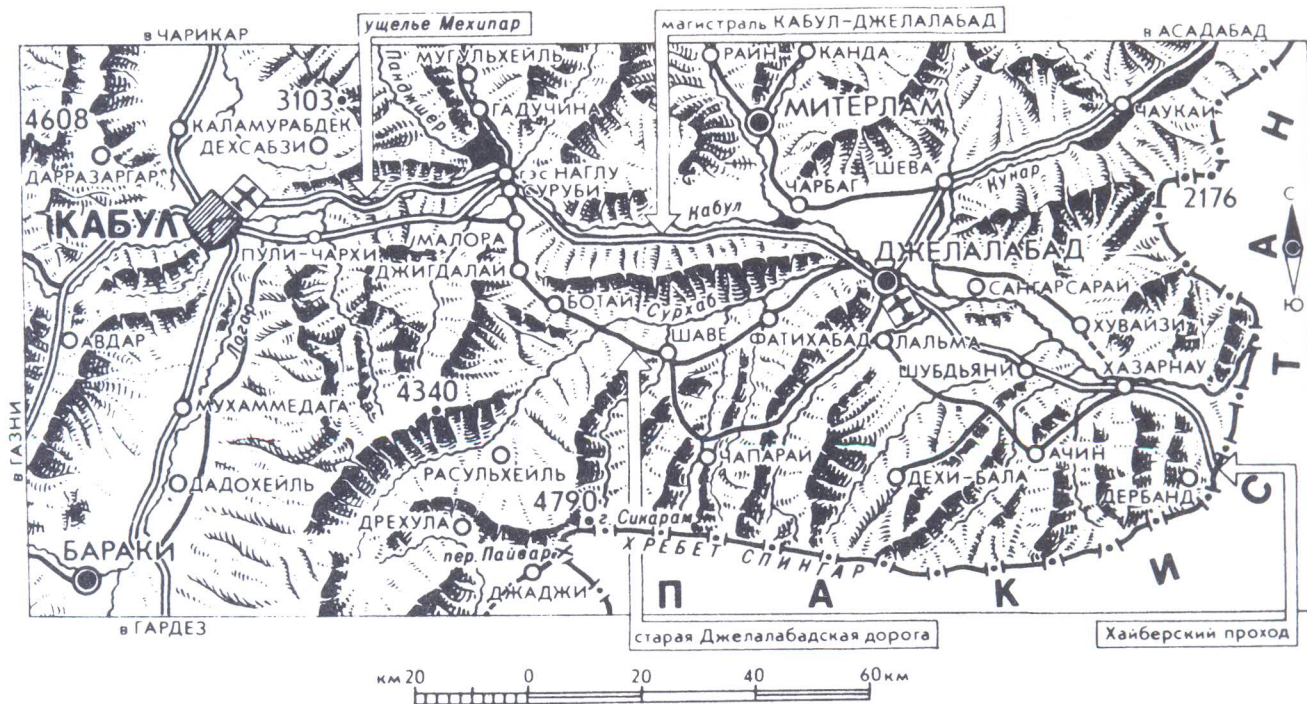 ущелье Мехипар
магистраль КАБУЛ-ДЖЕЛАЛАБАД
в ЧАРИКАР
в АСАДАБАД
Панджшер
МУГУЛЬХЕЙЛЬ
РАЙН
КАНДА
3103
ГАДУЧИНА
МИТЕРЛАМ
4608
КАЛАМУРАБДЕК
ЧАУКАЙ
ДЕХСАБЗИ
ДАРРАЗАРГАР
гэс НАГЛУ
ШЕВА
СУРУБИ
ЧАРБАГ
Кунар
2176
КАБУЛ
Кабул
С
МАЛОРА
ПУЛИ-ЧАРХИ
ДЖЕЛАЛАБАД
ДЖИГДАЛАЙ
САНГАРСАРАЙ
БОТАЙ
Сурхаб
Ю
Логар
ХУВАЙЗИ
АВДАР
ШАВЕ
ФАТИХАБАД
ЛАЛЬМА
ШУБДЬЯНИ
ХАЗАРНАУ
4340
МУХАММЕДАГА
в ГАЗНИ
РАСУЛЬХЕЙЛЬ
ЧАПАРАЙ
АЧИН
ДЕХИ-БАЛА
ДЕРБАНД
ДАДОХЕЙЛЬ
4790
г. Сикарам
ДРЕХУЛА
БАРАКИ
пер. Пайвар
ХРЕБЕТ СПИНГАР
ДЖАДЖИ
ПАКИСТАН
в ГАРДЕЗ
старая Джелалабадская дорога
Хайберский проход
км 20 0 20 40 60 км